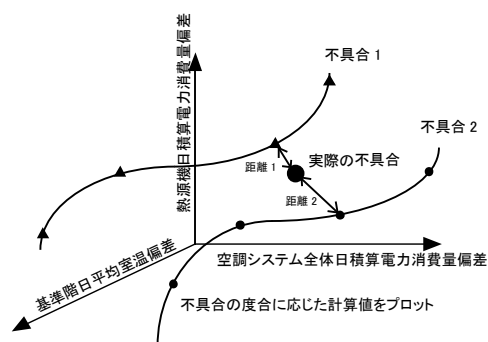 不具合 1
熱源機日積算電力消費量偏差
不具合 2
実際の不具合
距離 1
距離 2
基準階日平均室温偏差
空調システム全体日積算電力消費量偏差
不具合の度合に応じた計算値をプロット